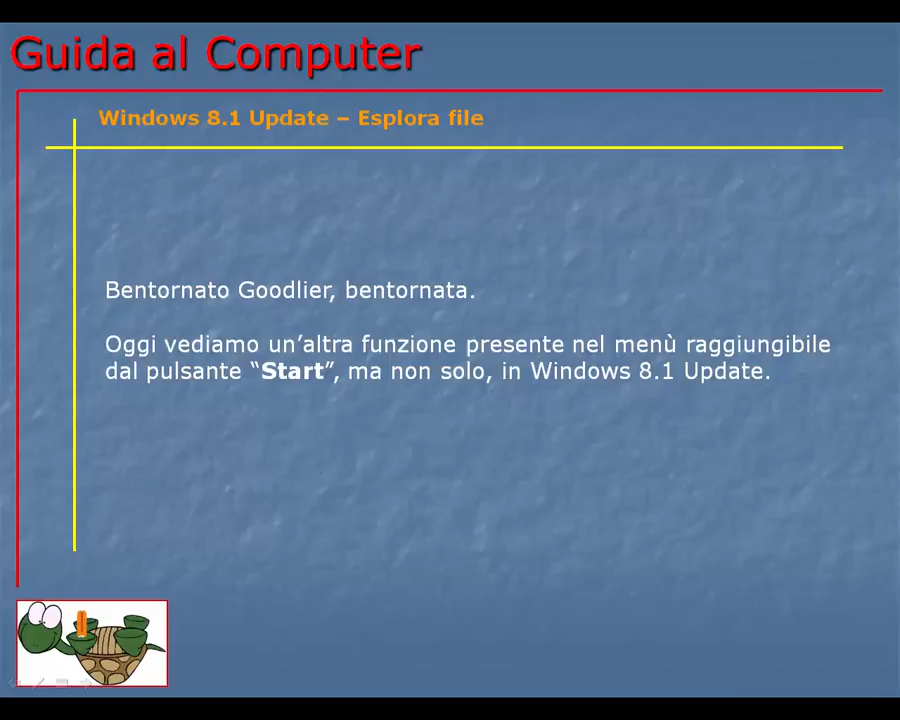 Guida al Computer
Windows 8.1 Update – Esplora file
Bentornato Goodlier, bentornata.
Oggi vediamo un’altra funzione presente nel menù raggiungibile
dal pulsante “Start”, ma non solo, in Windows 8.1 Update.